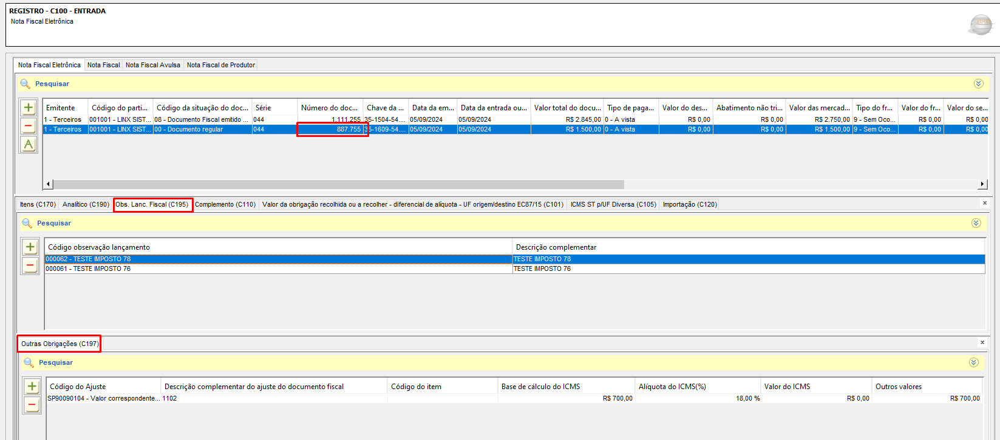 REGISTRO - C100 - ENTRADA
Nota Fiscal Eletrônica
Nota Fiscal Eletrônica Nota Fiscal Nota Fiscal Avulsa Nota Fiscal de Produtor
Pesquisar
Emitente Código do parti... Código da situação do doc... Série Número do doc... Chave da ... Data da em... Data da entrada ou... Valor total do docu... Tipo de paga... Valor do des... Abatimento não tri... Valor das mercad... Tipo do fr... Valor do fr... Valor do se...
1 - Terceiros 001001 - LINX SIST... 08 - Documento Fiscal emitido ... 044 1.111.255 35-1504-54.... 05/09/2024 05/09/2024 R$ 2.845,00 0 - A vista R$ 0,00 R$ 0,00 R$ 2.750,00 9 - Sem Oco... R$ 0,00 R$ 0,00
1 - Terceiros 001001 - LINX SIST... 00 - Documento regular 044 887.755 35-1609-54.... 05/09/2024 05/09/2024 R$ 1.500,00 0 - A vista R$ 0,00 R$ 0,00 R$ 1.500,00 9 - Sem Oco... R$ 0,00 R$ 0,00
Itens (C170) Analítico (C190) Obs. Lanc. Fiscal (C195) Complemento (C110) Valor da obrigação recolhida ou a recolher - diferencial de alíquota - UF origem/destino EC87/15 (C101) ICMS ST p/UF Diversa (C105) Importação (C120)
Pesquisar
Código observação lançamento Descrição complementar
000062 - TESTE IMPOSTO 78 TESTE IMPOSTO 78
000061 - TESTE IMPOSTO 76 TESTE IMPOSTO 76
Outras Obrigações (C197)
Pesquisar
Código do Ajuste Descrição complementar do ajuste do documento fiscal Código do item Base de cálculo do ICMS Alíquota do ICMS(%) Valor do ICMS Outros valores
SP90090104 - Valor correspondente... 1102 R$ 700,00 18,00 % R$ 0,00 R$ 700,00